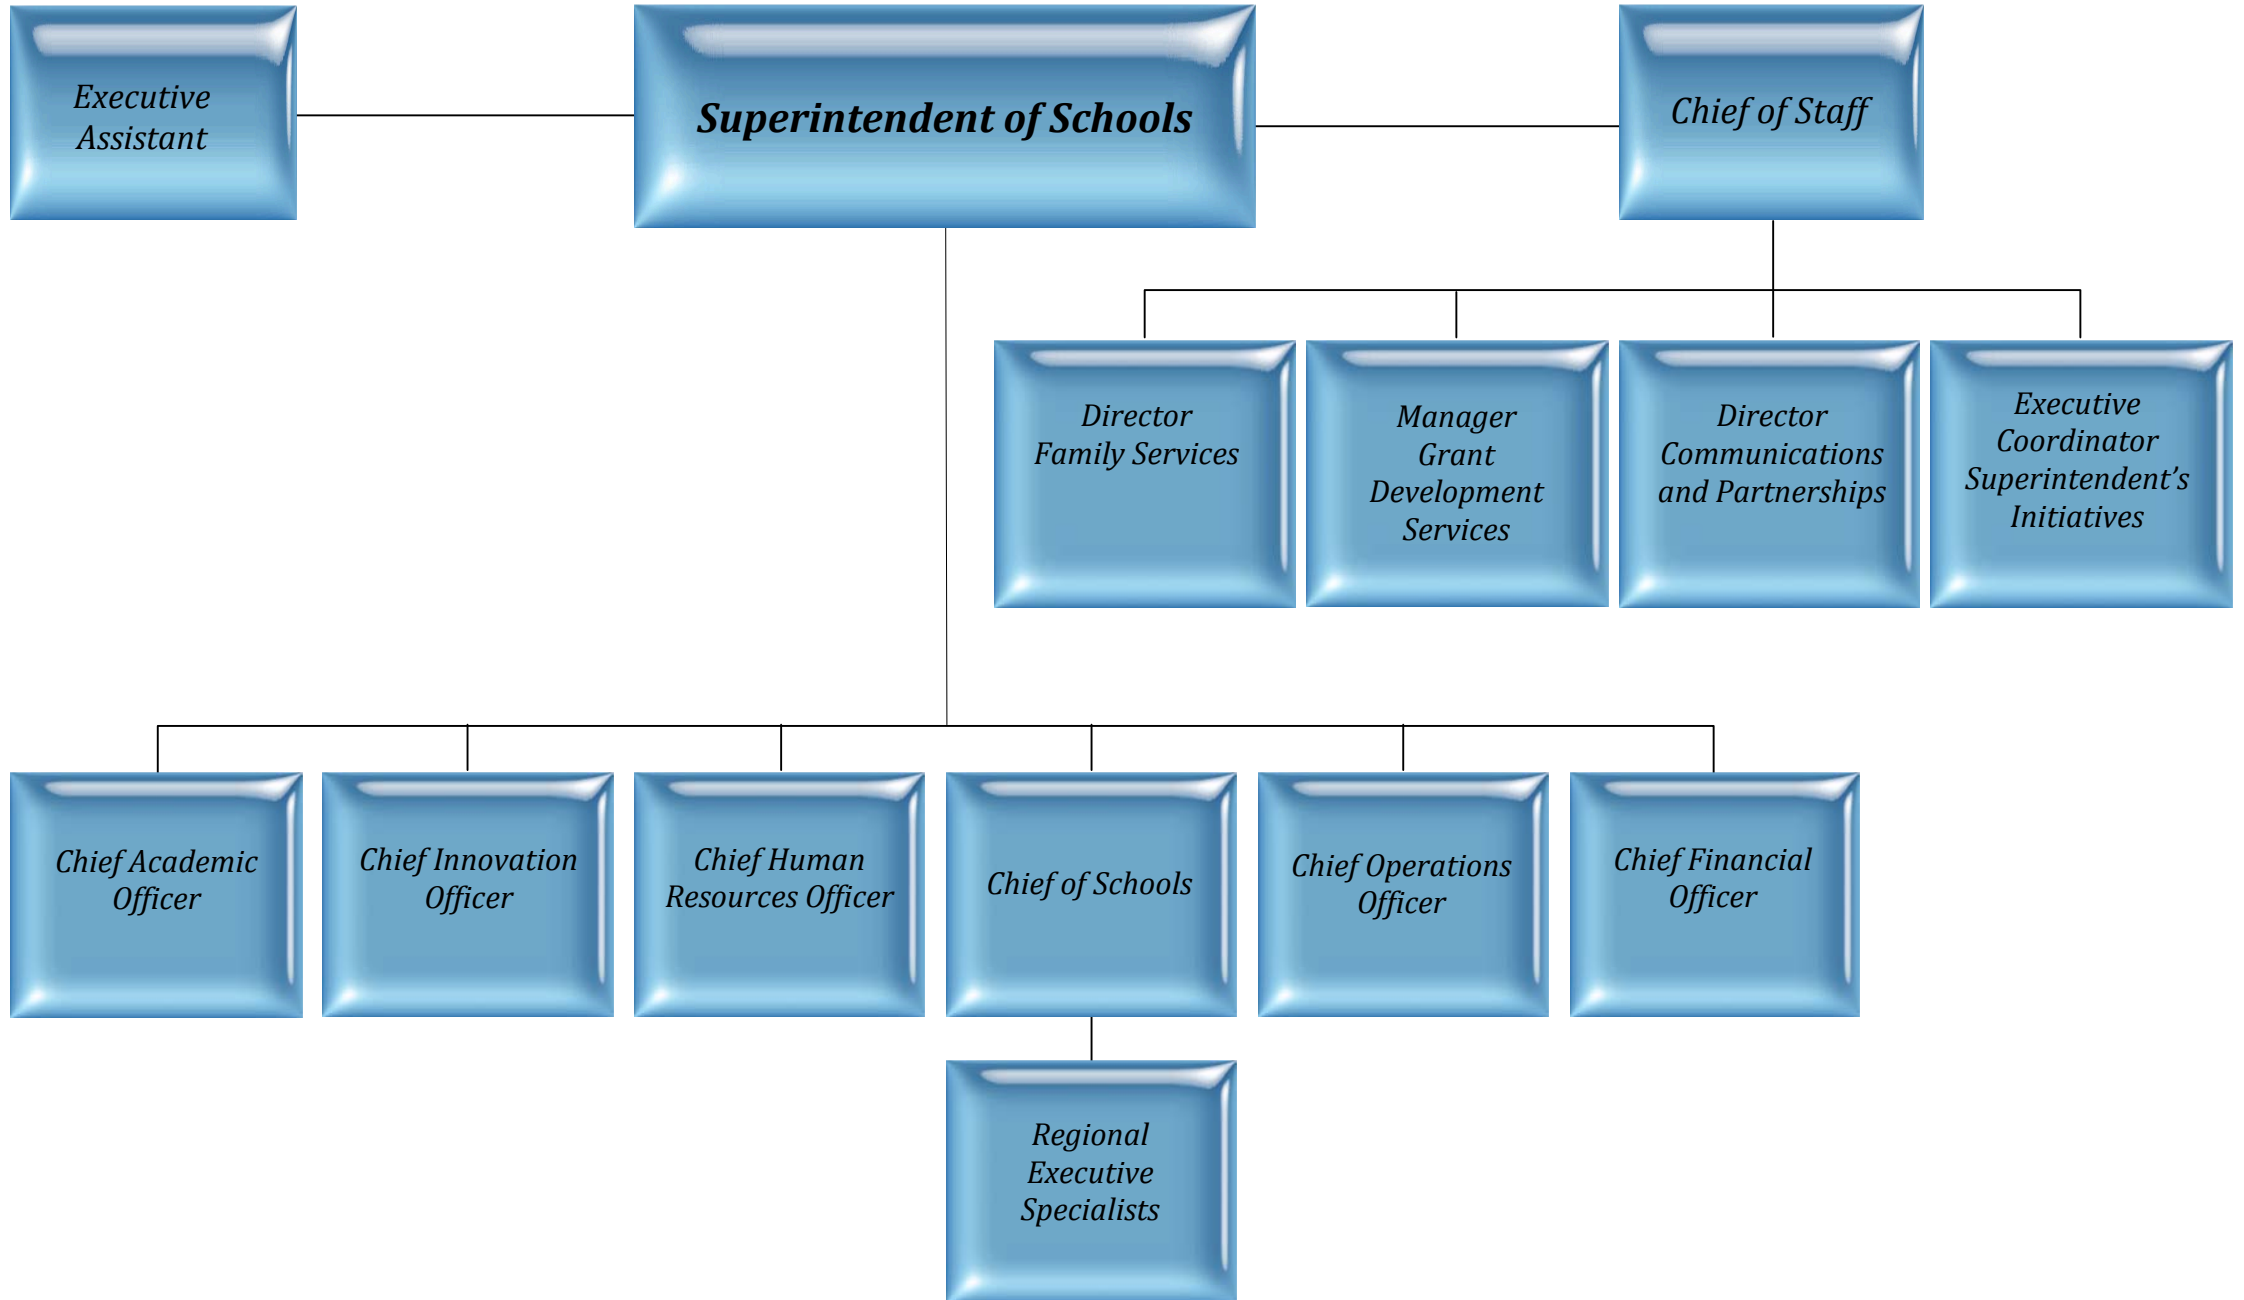 Executive
Assistant
Superintendent of Schools
Chief of Staff
Director
Family Services
Manager
Grant
Development
Services
Director
Communications
and Partnerships
Executive
Coordinator
Superintendent’s
Initiatives
Chief Academic
Officer
Chief Innovation
Officer
Chief Human
Resources Officer
Chief of Schools
Chief Operations
Officer
Chief Financial
Officer
Regional
Executive
Specialists